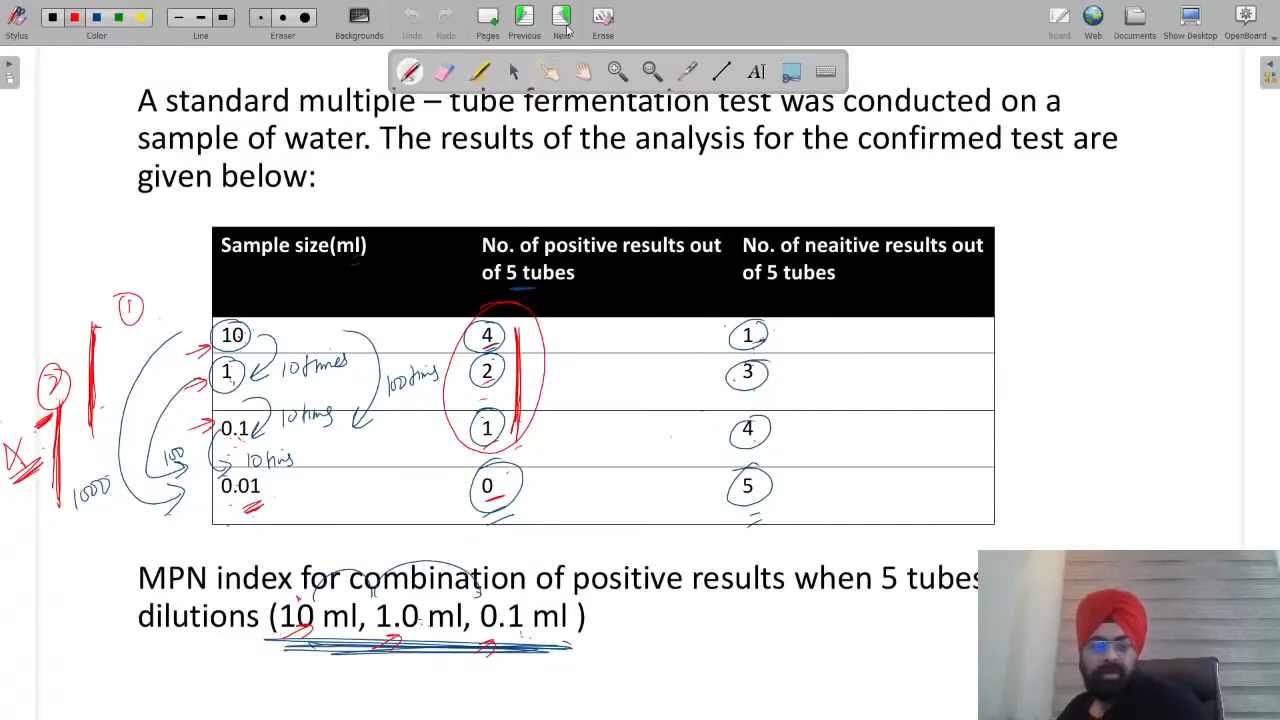 Stylus
Color
Line
Eraser
Backgrounds
Undo
Redo
Pages
Previous
Next
Erase
Board
Web
Documents
Show Desktop
OpenBoard
A standard multiple – tube fermentation test was conducted on a
sample of water. The results of the analysis for the confirmed test are
given below:
Sample size(ml)
No. of positive results out
of 5 tubes
No. of neaitive results out
of 5 tubes
①
10
4
1
10 times
100 times
1
2
3
②
10 times
0.1
1
4
100
10 times
1000
0.01
0
5
MPN index for combination of positive results when 5 tubes
dilutions (10 ml, 1.0 ml, 0.1 ml )